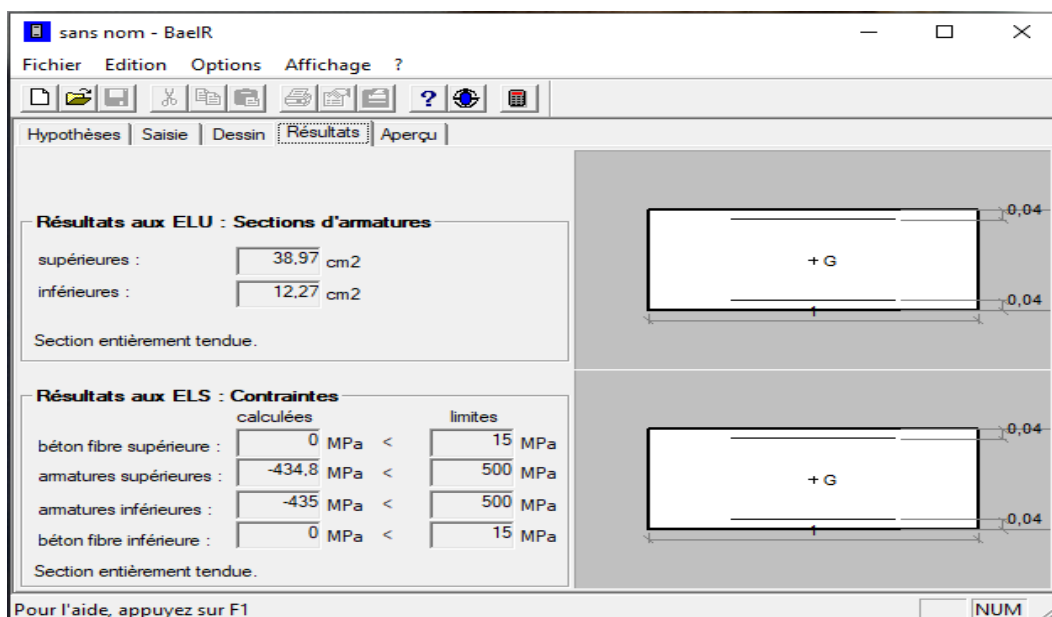 sans nom - BaelR
Fichier Edition Options Affichage ?
Hypothèses Saisie Dessin Résultats Aperçu
Résultats aux ELU : Sections d'armatures
supérieures : 38,97 cm2
inférieures : 12,27 cm2
Section entièrement tendue.
0,04
+ G
0,04
1
Résultats aux ELS : Contraintes
calculées limites
béton fibre supérieure : 0 MPa < 15 MPa
armatures supérieures : -434,8 MPa < 500 MPa
armatures inférieures : -435 MPa < 500 MPa
béton fibre inférieure : 0 MPa < 15 MPa
Section entièrement tendue.
0,04
+ G
0,04
1
Pour l'aide, appuyez sur F1 NUM